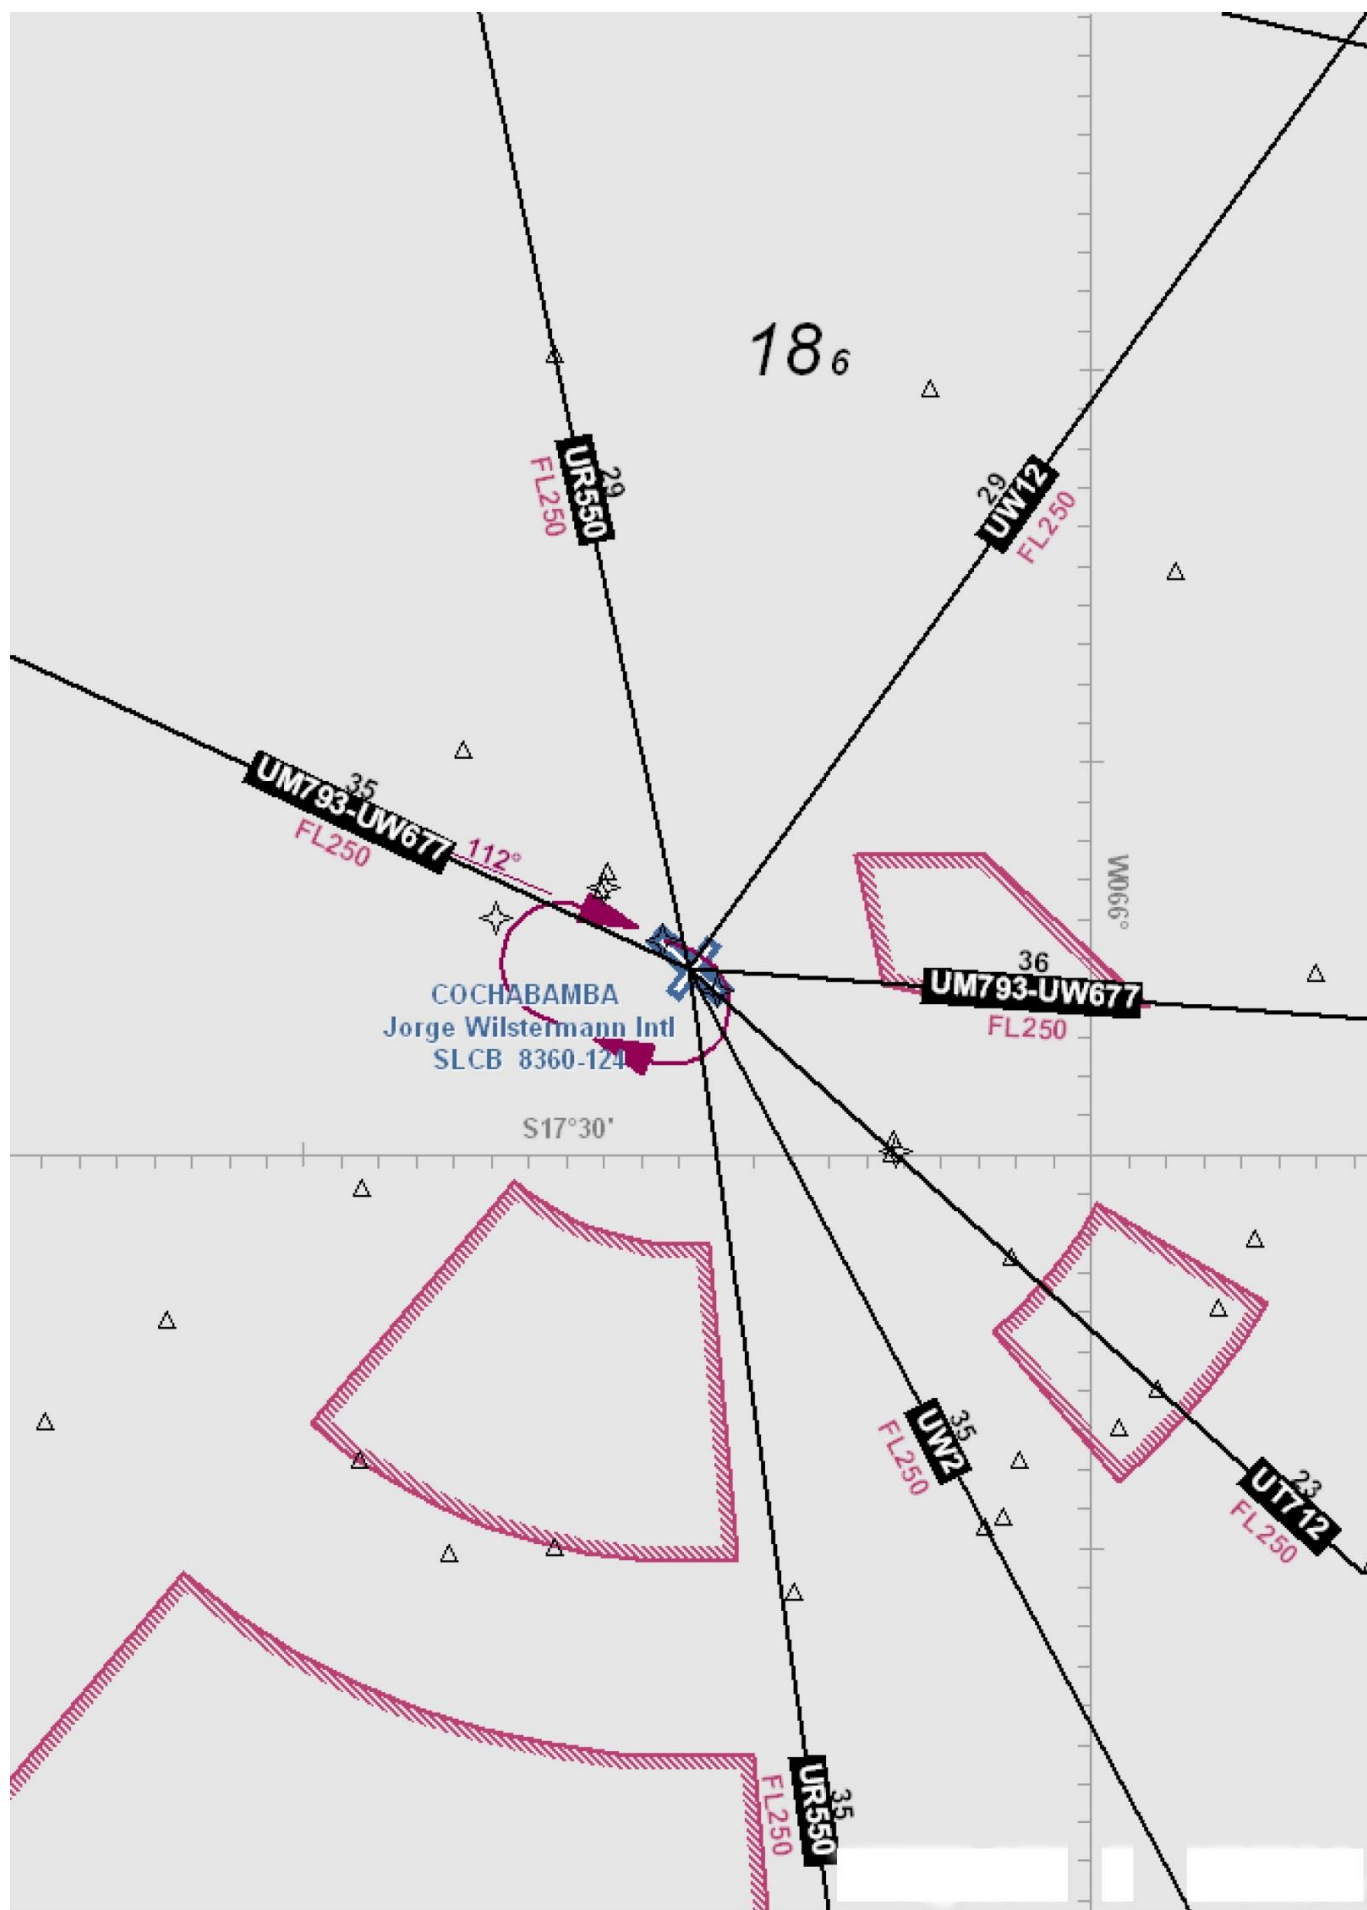 18 6
29
UR550
FL250
29
UW12
FL250
35
UM793-UW677
FL250
112°
W066°
36
UM793-UW677
FL250
COCHABAMBA
Jorge Wilstermann Intl
SLCB 8360-124
S17°30'
35
UW2
FL250
23
UT712
FL250
35
UR550
FL250